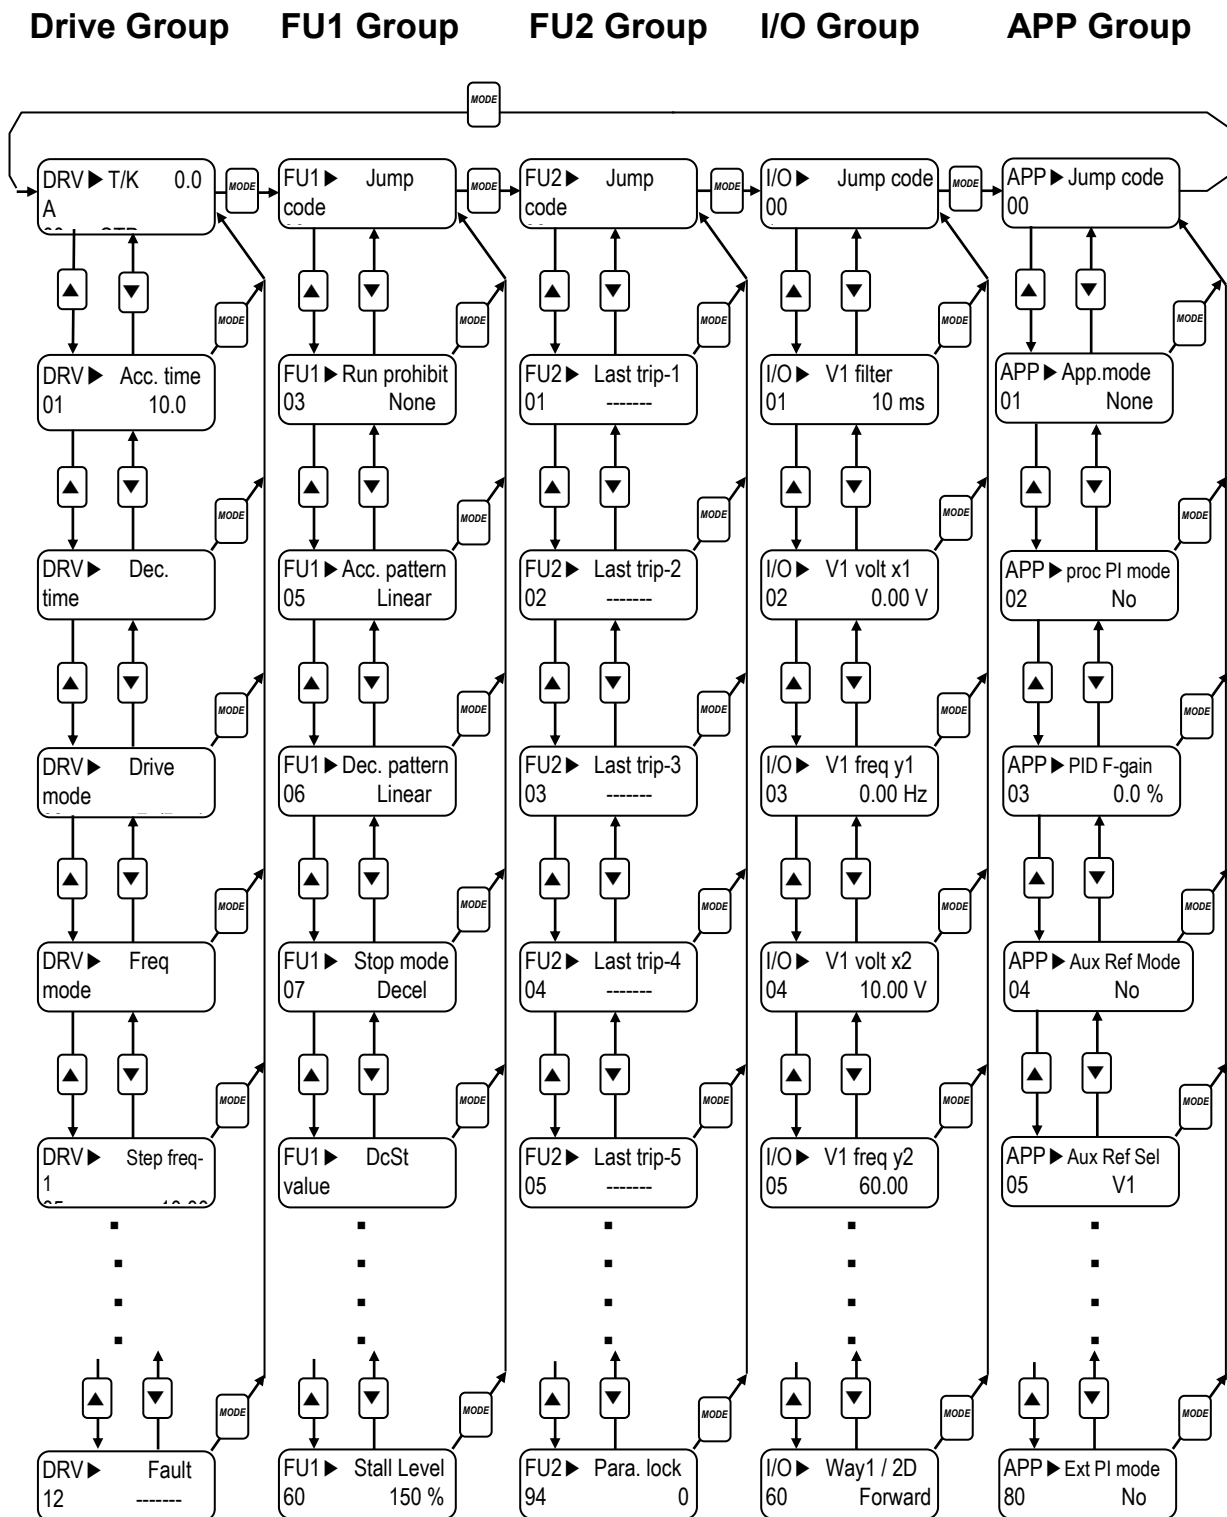 Drive Group
FU1 Group
FU2 Group
I/O Group
APP Group
MODE
DRV▶ T/K 0.0
A
MODE
FU1▶ Jump
code
MODE
FU2▶ Jump
code
MODE
I/O▶ Jump code
00
MODE
APP▶ Jump code
00
▲ ▼ MODE
▲ ▼ MODE
▲ ▼ MODE
▲ ▼ MODE
▲ ▼ MODE
DRV▶ Acc. time
01 10.0
FU1▶ Run prohibit
03 None
FU2▶ Last trip-1
01 -------
I/O▶ V1 filter
01 10 ms
APP▶ App.mode
01 None
▲ ▼ MODE
▲ ▼ MODE
▲ ▼ MODE
▲ ▼ MODE
▲ ▼ MODE
DRV▶ Dec.
time
FU1▶ Acc. pattern
05 Linear
FU2▶ Last trip-2
02 -------
I/O▶ V1 volt x1
02 0.00 V
APP▶ proc PI mode
02 No
▲ ▼ MODE
▲ ▼ MODE
▲ ▼ MODE
▲ ▼ MODE
▲ ▼ MODE
DRV▶ Drive
mode
FU1▶ Dec. pattern
06 Linear
FU2▶ Last trip-3
03 -------
I/O▶ V1 freq y1
03 0.00 Hz
APP▶ PID F-gain
03 0.0 %
▲ ▼ MODE
▲ ▼ MODE
▲ ▼ MODE
▲ ▼ MODE
▲ ▼ MODE
DRV▶ Freq
mode
FU1▶ Stop mode
07 Decel
FU2▶ Last trip-4
04 -------
I/O▶ V1 volt x2
04 10.00 V
APP▶ Aux Ref Mode
04 No
▲ ▼ MODE
▲ ▼ MODE
▲ ▼ MODE
▲ ▼ MODE
▲ ▼ MODE
DRV▶ Step freq-
1
FU1▶ DcSt
value
FU2▶ Last trip-5
05 -------
I/O▶ V1 freq y2
05 60.00
APP▶ Aux Ref Sel
05 V1
▲ ▼ MODE
▲ ▼ MODE
▲ ▼ MODE
▲ ▼ MODE
▲ ▼ MODE
DRV▶ Fault
12 -------
FU1▶ Stall Level
60 150 %
FU2▶ Para. lock
94 0
I/O▶ Way1 / 2D
60 Forward
APP▶ Ext PI mode
80 No